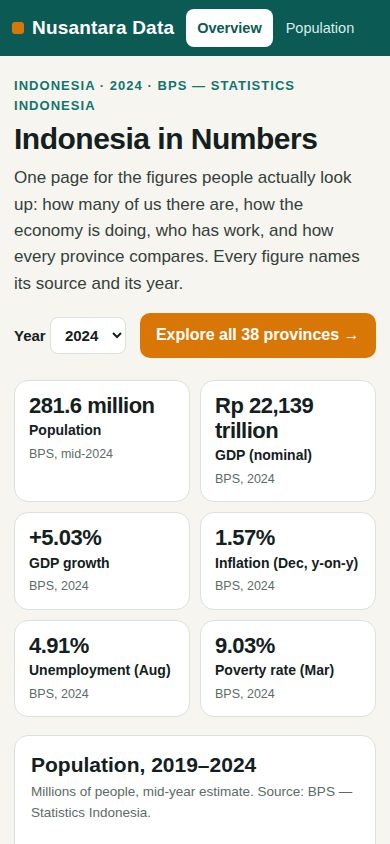 Nusantara Data Overview Population
INDONESIA · 2024 · BPS — STATISTICS
INDONESIA
Indonesia in Numbers
One page for the figures people actually look
up: how many of us there are, how the
economy is doing, who has work, and how
every province compares. Every figure names
its source and its year.
Year 2024 Explore all 38 provinces →
281.6 million
Population
BPS, mid-2024
Rp 22,139
trillion
GDP (nominal)
BPS, 2024
+5.03%
GDP growth
BPS, 2024
1.57%
Inflation (Dec, y-on-y)
BPS, 2024
4.91%
Unemployment (Aug)
BPS, 2024
9.03%
Poverty rate (Mar)
BPS, 2024
Population, 2019–2024
Millions of people, mid-year estimate. Source: BPS —
Statistics Indonesia.